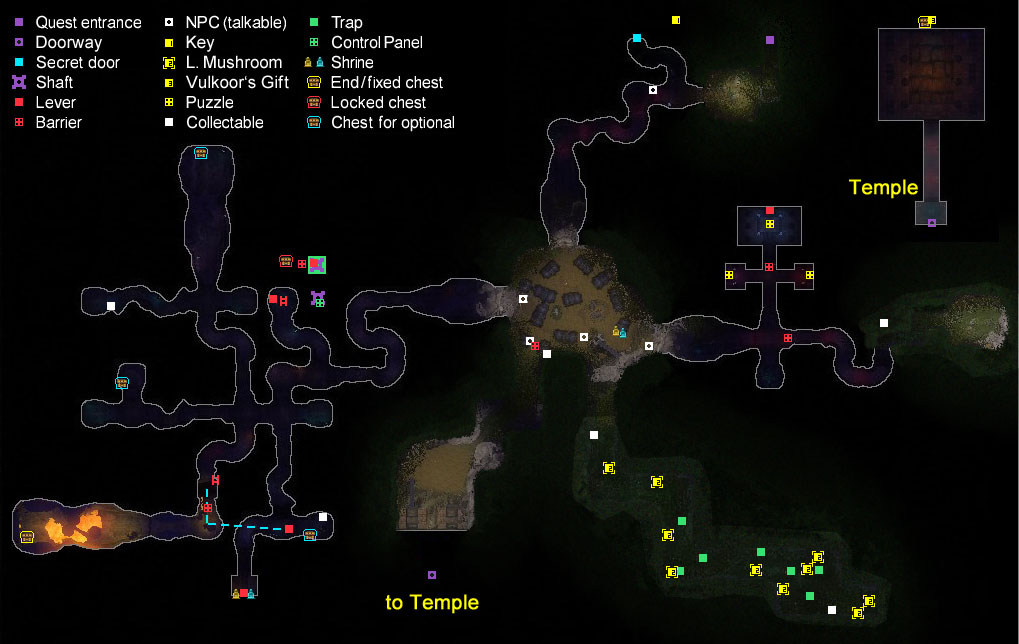 Quest entrance
Doorway
Secret door
Shaft
Lever
Barrier
NPC (talkable)
Key
L. Mushroom
Vulkoor's Gift
Puzzle
Collectable
Trap
Control Panel
Shrine
End/fixed chest
Locked chest
Chest for optional
Temple
to Temple